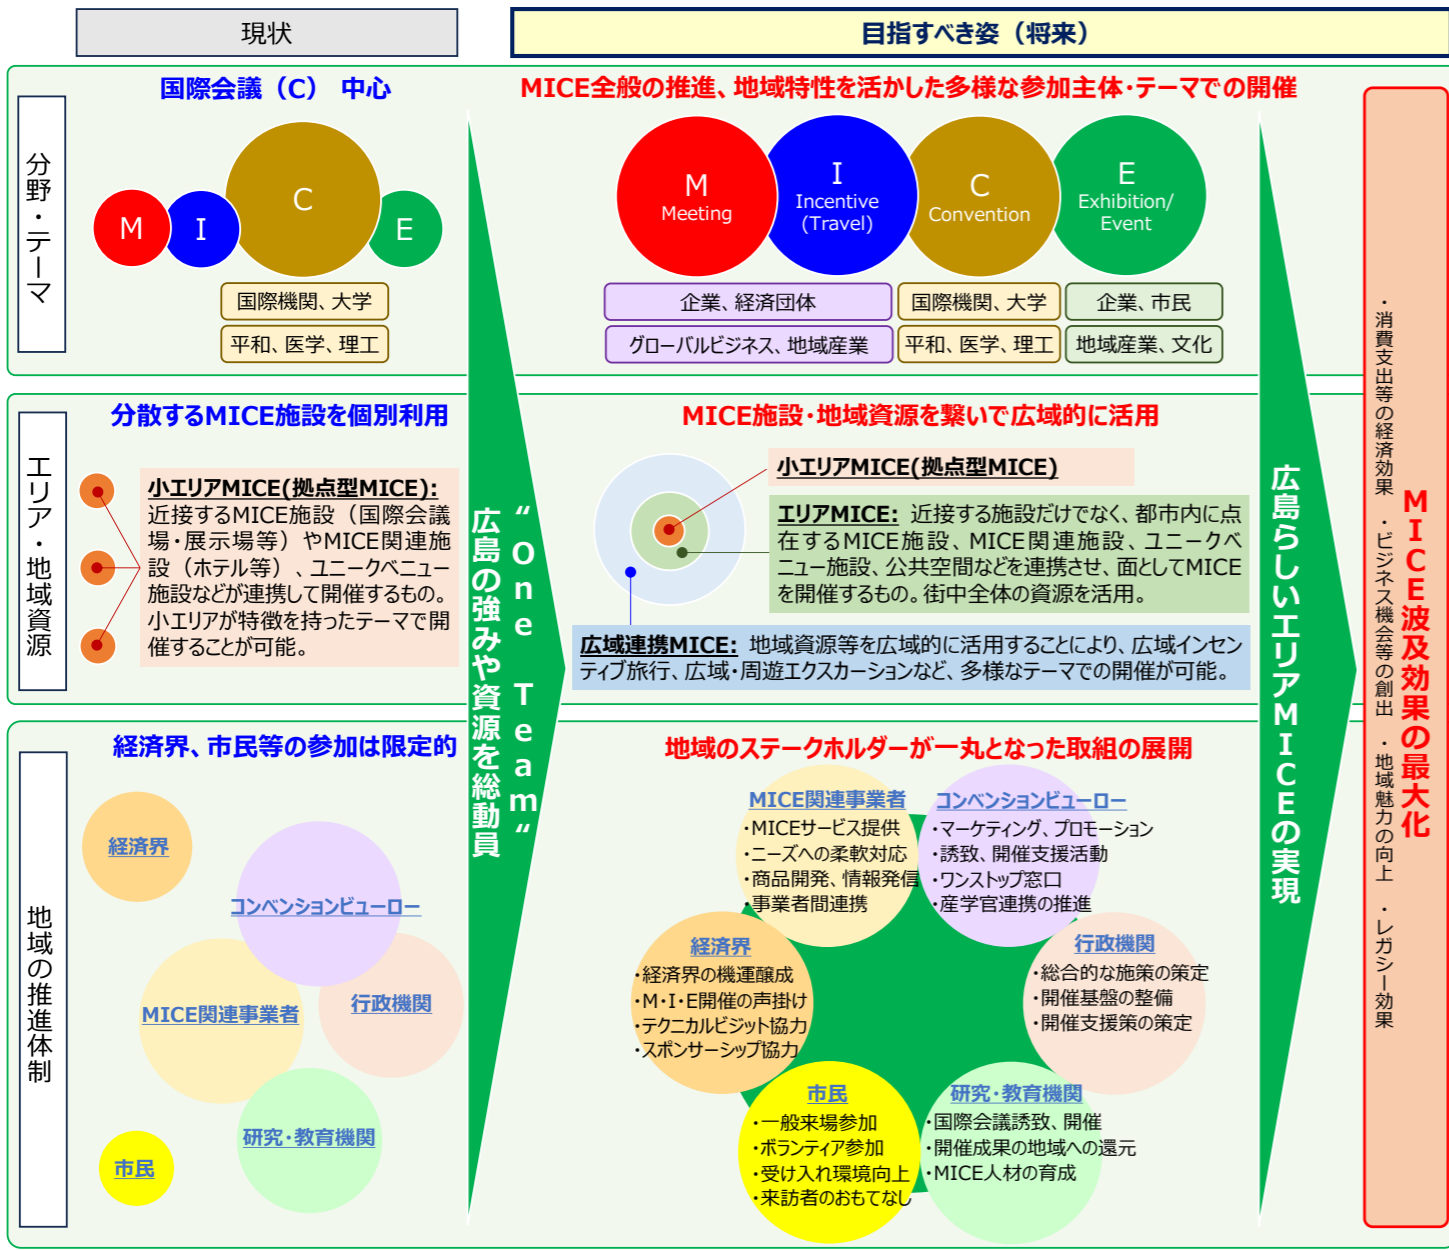 現状
目指すべき姿（将来）
分野・テーマ
国際会議（C） 中心
M
I
C
E
国際機関、大学
平和、医学、理工
MICE全般の推進、地域特性を活かした多様な参加主体・テーマでの開催
M
Meeting
I
Incentive
(Travel)
C
Convention
E
Exhibition/
Event
企業、経済団体
国際機関、大学
企業、市民
グローバルビジネス、地域産業
平和、医学、理工
地域産業、文化
エリア・地域資源
分散するMICE施設を個別利用
小エリアMICE(拠点型MICE):
近接するMICE施設（国際会議
場・展示場等）やMICE関連施
設（ホテル等）、ユニークベニュー
施設などが連携して開催するもの。
小エリアが特徴を持ったテーマで開
催することが可能。
MICE施設・地域資源を繋いで広域的に活用
小エリアMICE(拠点型MICE)
エリアMICE: 近接する施設だけでなく、都市内に点
在するMICE施設、MICE関連施設、ユニークベ
ニュー施設、公共空間などを連携させ、面としてMICE
を開催するもの。街中全体の資源を活用。
広域連携MICE: 地域資源等を広域的に活用することにより、広域インセン
ティブ旅行、広域・周遊エクスカーションなど、多様なテーマでの開催が可能。
地域の推進体制
経済界、市民等の参加は限定的
経済界
コンベンションビューロー
MICE関連事業者
行政機関
研究・教育機関
市民
地域のステークホルダーが一丸となった取組の展開
MICE関連事業者
・MICEサービス提供
・ニーズへの柔軟対応
・商品開発、情報発信
・事業者間連携
コンベンションビューロー
・マーケティング、プロモーション
・誘致、開催支援活動
・ワンストップ窓口
・産学官連携の推進
経済界
・経済界の機運醸成
・M・I・E開催の声掛け
・テクニカルビジット協力
・スポンサーシップ協力
行政機関
・総合的な施策の策定
・開催基盤の整備
・開催支援策の策定
市民
・一般来場参加
・ボランティア参加
・受け入れ環境向上
・来訪者のおもてなし
研究・教育機関
・国際会議誘致、開催
・開催成果の地域への還元
・MICE人材の育成
“One Team“
広島の強みや資源を総動員
広島らしいエリアMICEの実現
MICE波及効果の最大化
・消費支出等の経済効果 ・ビジネス機会等の創出 ・地域魅力の向上 ・レガシー効果